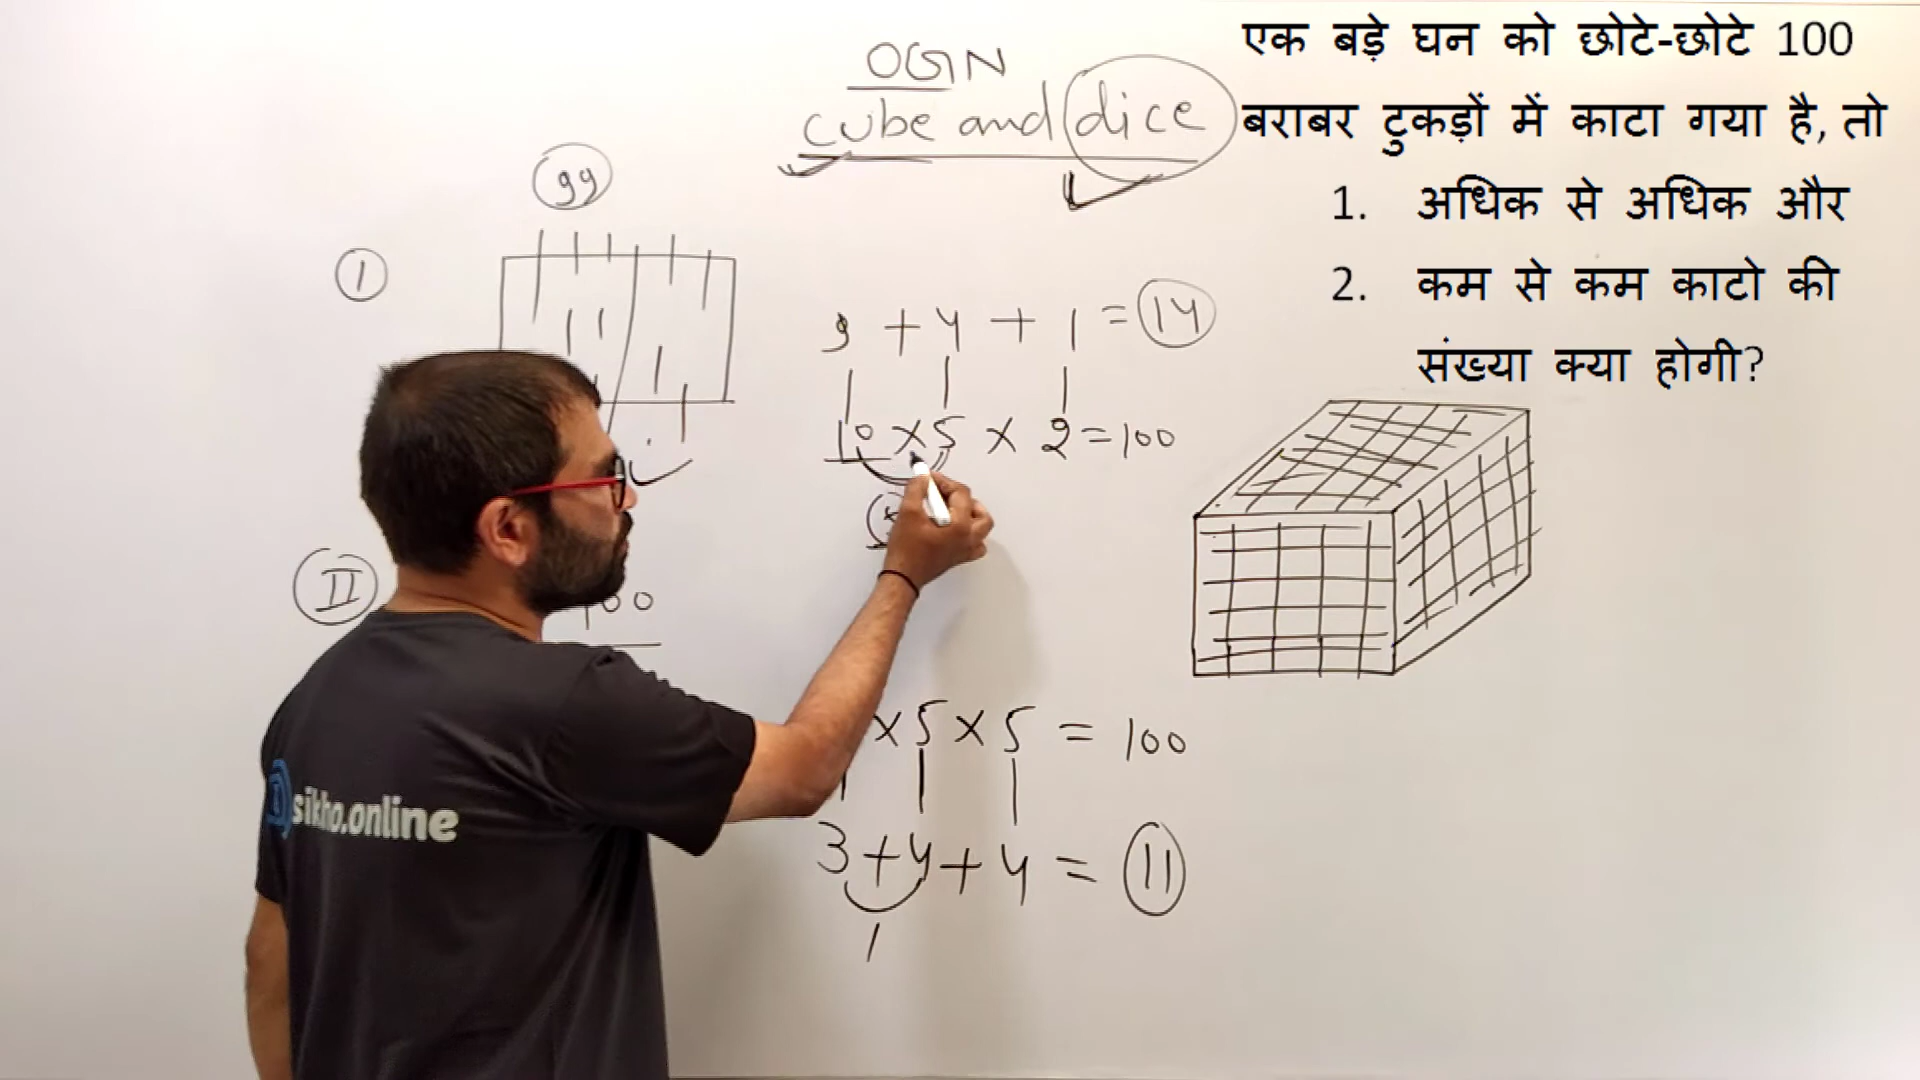 OGN
cube and dice
एक बड़े घन को छोटे-छोटे 100
बराबर टुकड़ों में काटा गया है, तो
1. अधिक से अधिक और
2. कम से कम काटो की
संख्या क्या होगी?
99
I
9 + 4 + 1 = 14
10 × 5 × 2 = 100
II
100
× 5 × 5 = 100
3 + 4 + 4 = 11
1
sikho.online